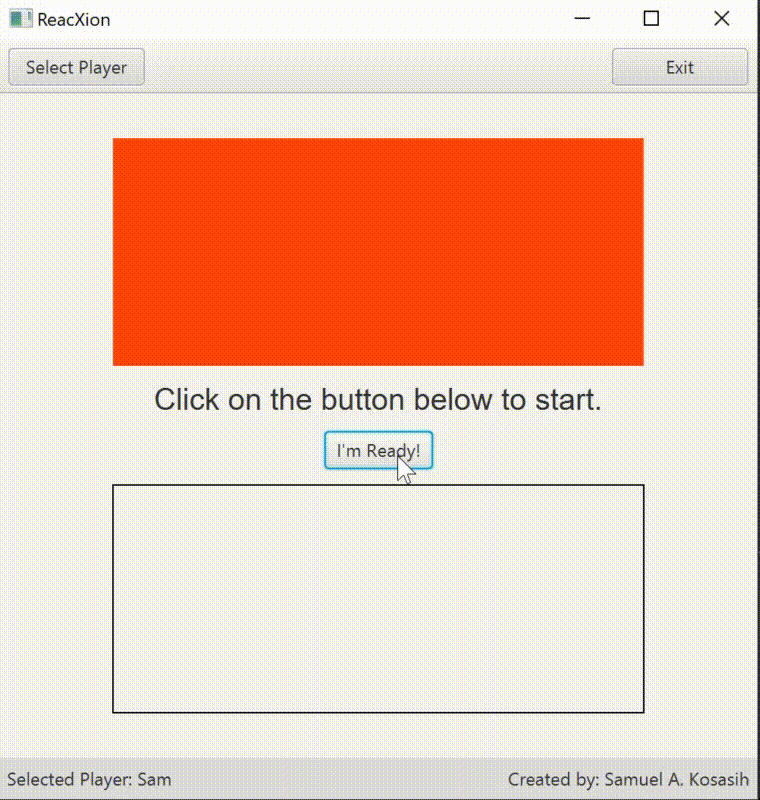 ReacXion
Select Player
Exit
Click on the button below to start.
I'm Ready!
Selected Player: Sam
Created by: Samuel A. Kosasih